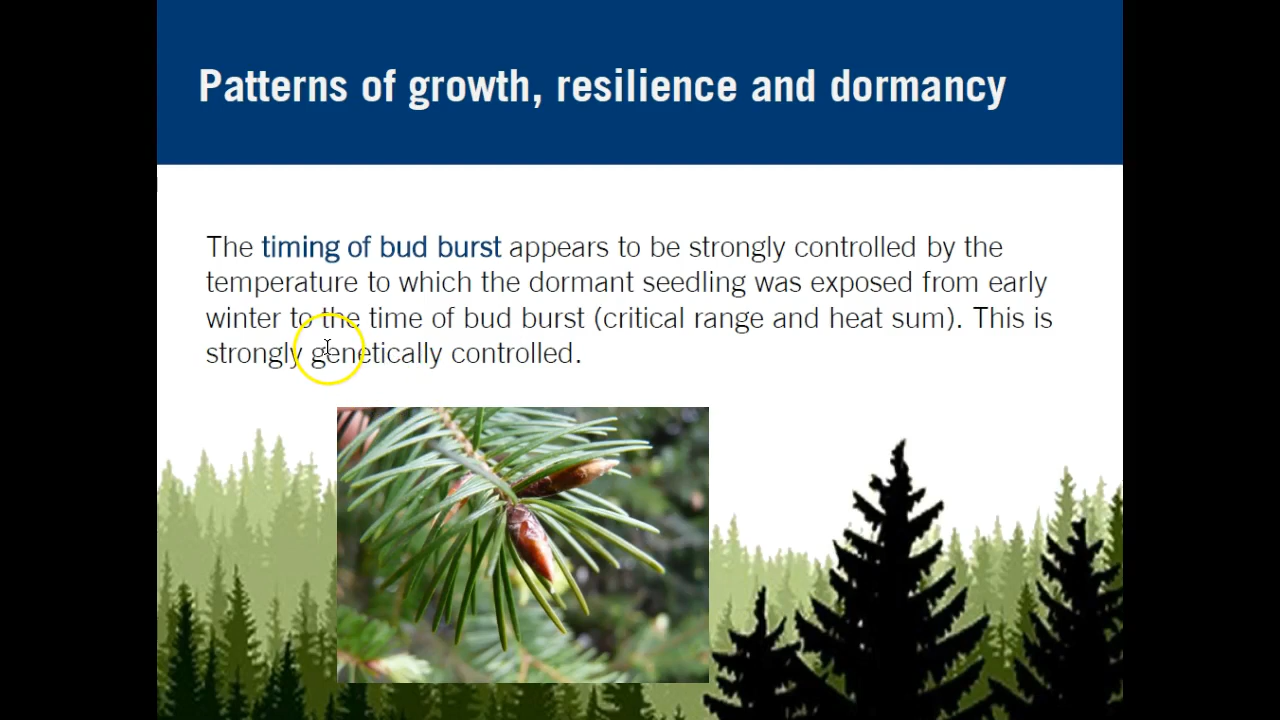 Patterns of growth, resilience and dormancy
The timing of bud burst appears to be strongly controlled by the
temperature to which the dormant seedling was exposed from early
winter to the time of bud burst (critical range and heat sum). This is
strongly genetically controlled.